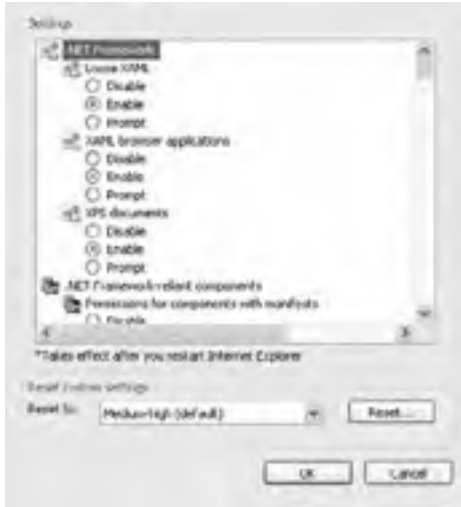 Settings
.NET Framework
Loose XAML
Disable
Enable
Prompt
XAML browser applications
Disable
Enable
Prompt
XPS documents
Disable
Enable
Prompt
.NET Framework-reliant components
Permissions for components with manifests
Disable
*Takes effect after you restart Internet Explorer
Reset custom settings
Reset to: Medium-high (default) Reset...
OK Cancel